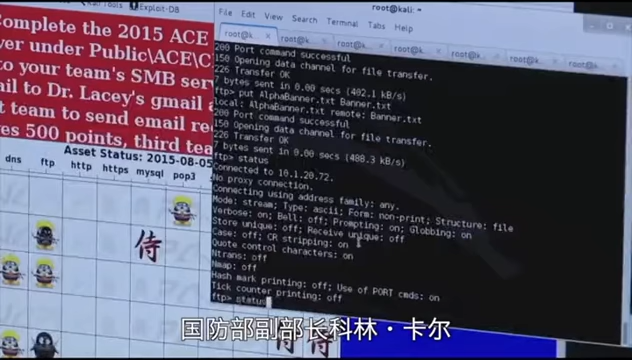 Kali Tools
Exploit-DB
root@kali:
File Edit View Search Terminal Tabs Help
Complete the 2015 ACE
ver under Public\ACE\C
to your team's SMB serv
ail to Dr. Lacey's gmail a
t team to send email re
ves 500 points, third tea
Asset Status: 2015-08-05
dns ftp http https mysql pop3
侍
200 Port command successful
150 Opening data channel for file transfer.
226 Transfer OK
7 bytes sent in 0.00 secs (402.1 kB/s)
ftp> put AlphaBanner.txt Banner.txt
local: AlphaBanner.txt remote: Banner.txt
200 Port command successful
150 Opening data channel for file transfer.
226 Transfer OK
7 bytes sent in 0.00 secs (488.3 kB/s)
ftp> status
Connected to 10.1.20.72.
No proxy connection.
Connecting using address family: any.
Mode: stream; Type: ascii; Form: non-print; Structure: file
Verbose: on; Bell: off; Prompting: on; Globbing: on
Store unique: off; Receive unique: off
Case: off; CR stripping: on
Quote control characters: on
Ntrans: off
Nmap: off
Hash mark printing: off; Use of PORT cmds: on
Tick counter printing: off
ftp> status
国防部副部长科林·卡尔